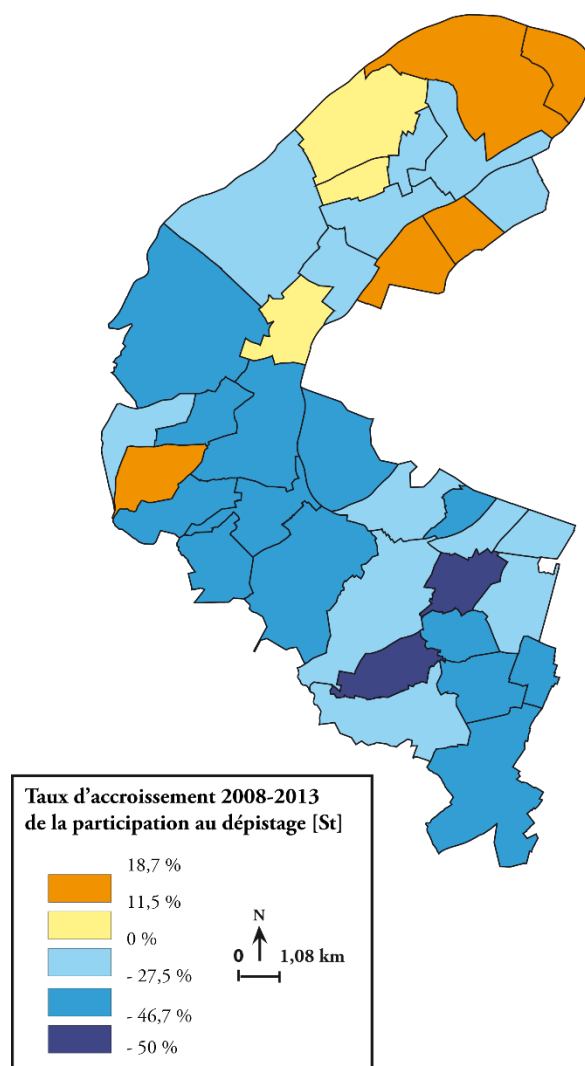 Taux d’accroissement 2008-2013
de la participation au dépistage [St]
18,7 %
11,5 %
0 %
- 27,5 %
- 46,7 %
- 50 %
N
0 1,08 km